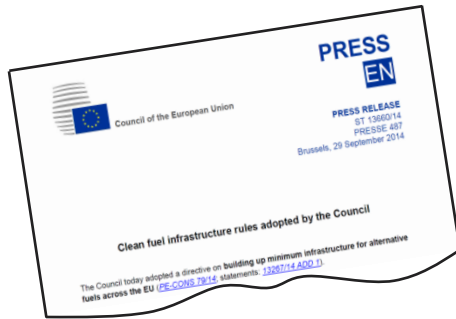 PRESS
EN
Council of the European Union
PRESS RELEASE
ST 13660/14
PRESSE 487
Brussels, 29 September 2014
Clean fuel infrastructure rules adopted by the Council
The Council today adopted a directive on building up minimum infrastructure for alternative
fuels across the EU (PE-CONS 79/14; statements: 13267/14 ADD 1).